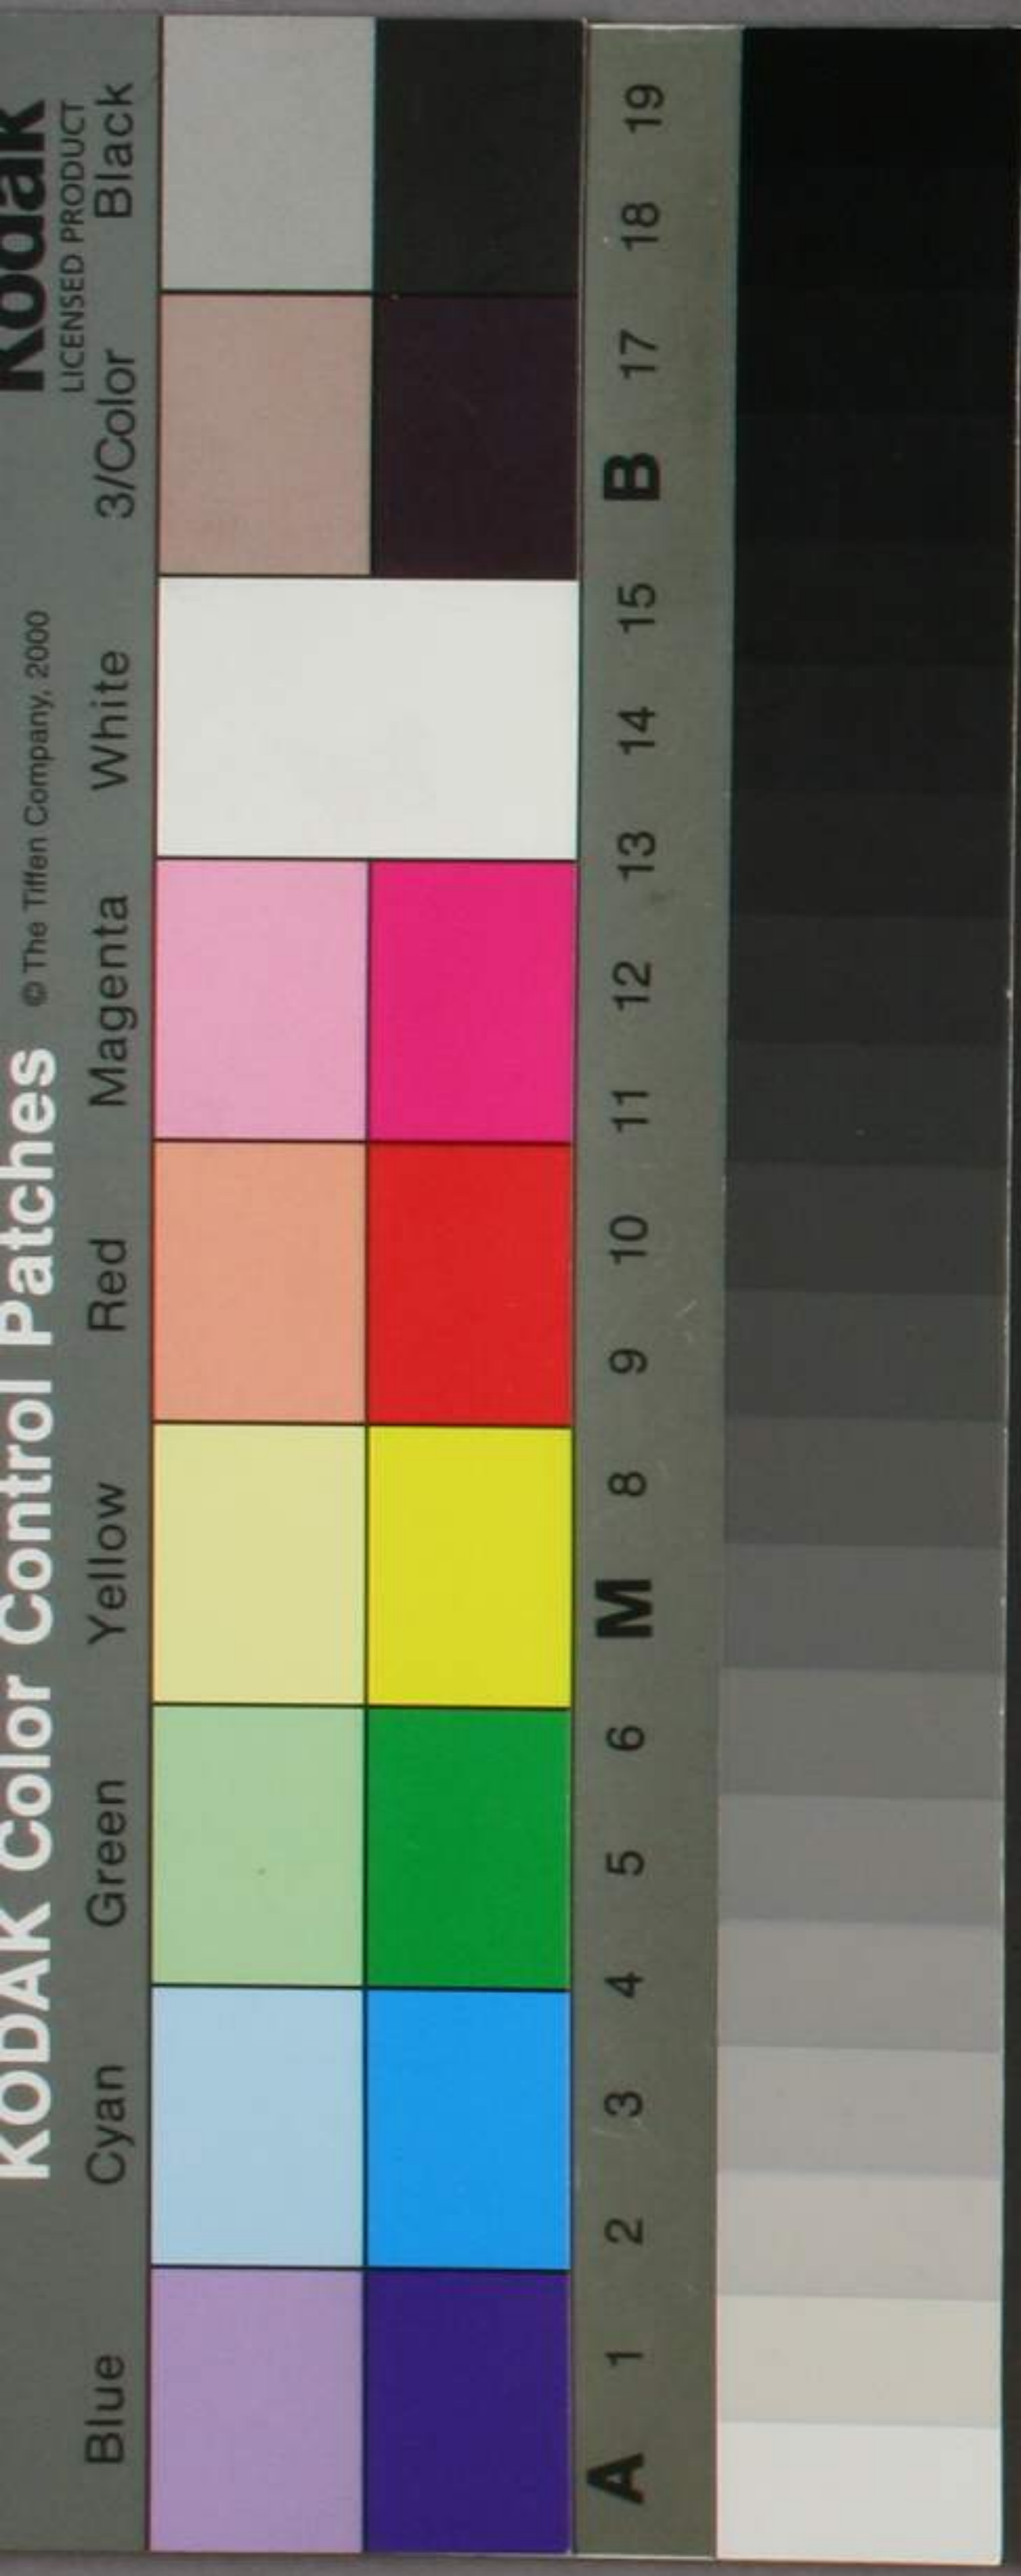 KODAK Color Control Patches © The Tiffen Company, 2000
Kodak
LICENSED PRODUCT
Blue Cyan Green Yellow Red Magenta White 3/Color Black
A 1 2 3 4 5 6 M 8 9 10 11 12 13 14 15 B 17 18 19